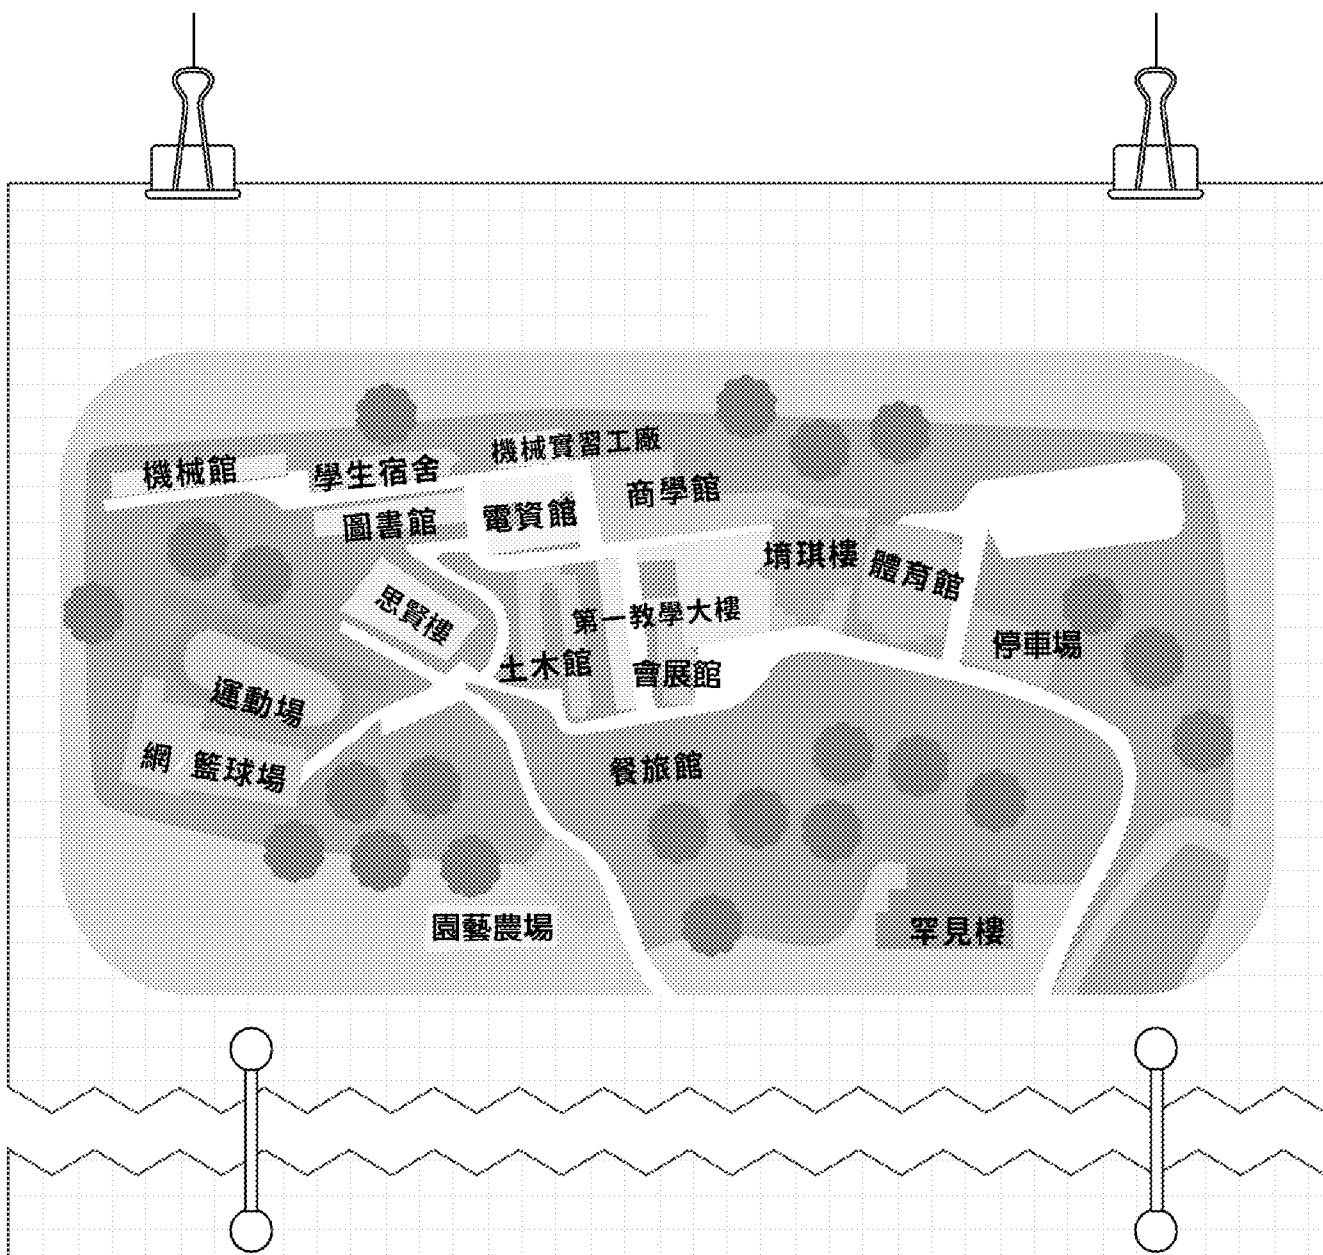 機械實習工廠
機械館
學生宿舍
商學館
圖書館
電資館
堉琪樓
體育館
思賢樓
第一教學大樓
停車場
土木館
會展館
運動場
網 籃球場
餐旅館
園藝農場
罕見樓